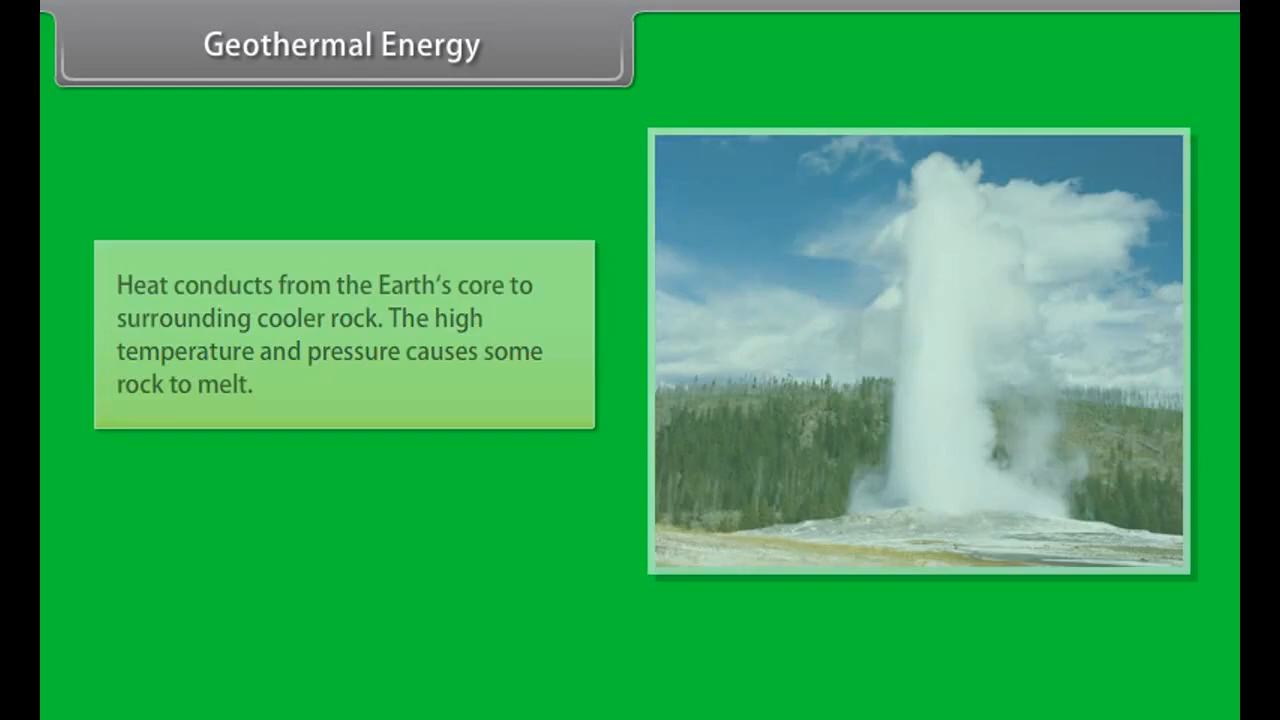 Geothermal Energy
Heat conducts from the Earth‘s core to
surrounding cooler rock. The high
temperature and pressure causes some
rock to melt.